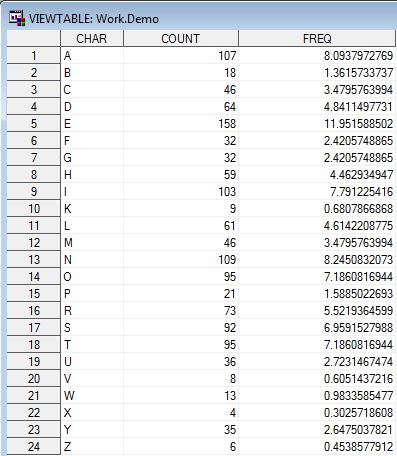 VIEWTABLE: Work.Demo
CHAR COUNT FREQ
1 A 107 8.0937972769
2 B 18 1.3615733737
3 C 46 3.4795763994
4 D 64 4.8411497731
5 E 158 11.951588502
6 F 32 2.4205748865
7 G 32 2.4205748865
8 H 59 4.462934947
9 I 103 7.791225416
10 K 9 0.6807866868
11 L 61 4.6142208775
12 M 46 3.4795763994
13 N 109 8.2450832073
14 O 95 7.1860816944
15 P 21 1.5885022693
16 R 73 5.5219364599
17 S 92 6.9591527988
18 T 95 7.1860816944
19 U 36 2.7231467474
20 V 8 0.6051437216
21 W 13 0.9833585477
22 X 4 0.3025718608
23 Y 35 2.6475037821
24 Z 6 0.4538577912